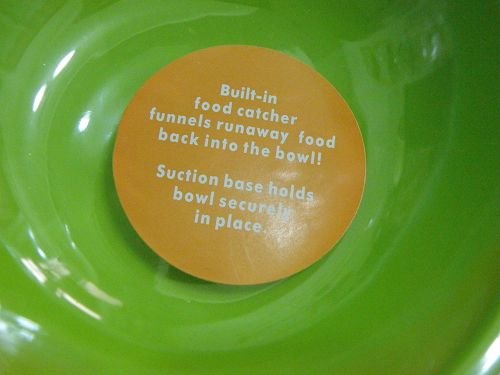 Built-in
food catcher
funnels runaway food
back into the bowl!
Suction base holds
bowl securely
in place.